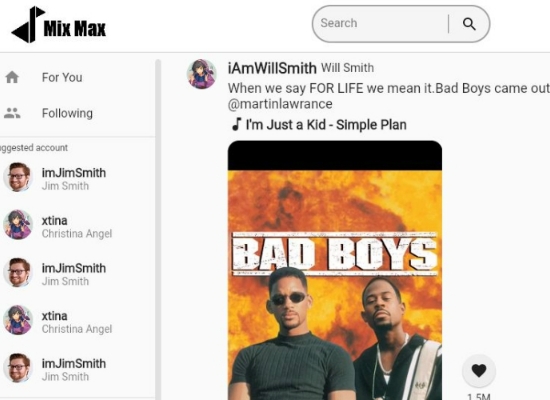 Mix Max
Search
For You
Following
ggested account
imJimSmith
Jim Smith
xtina
Christina Angel
imJimSmith
Jim Smith
xtina
Christina Angel
imJimSmith
Jim Smith
iAmWillSmith Will Smith
When we say FOR LIFE we mean it.Bad Boys came out
@martinlawrance
I'm Just a Kid - Simple Plan
BAD BOYS
1.5M